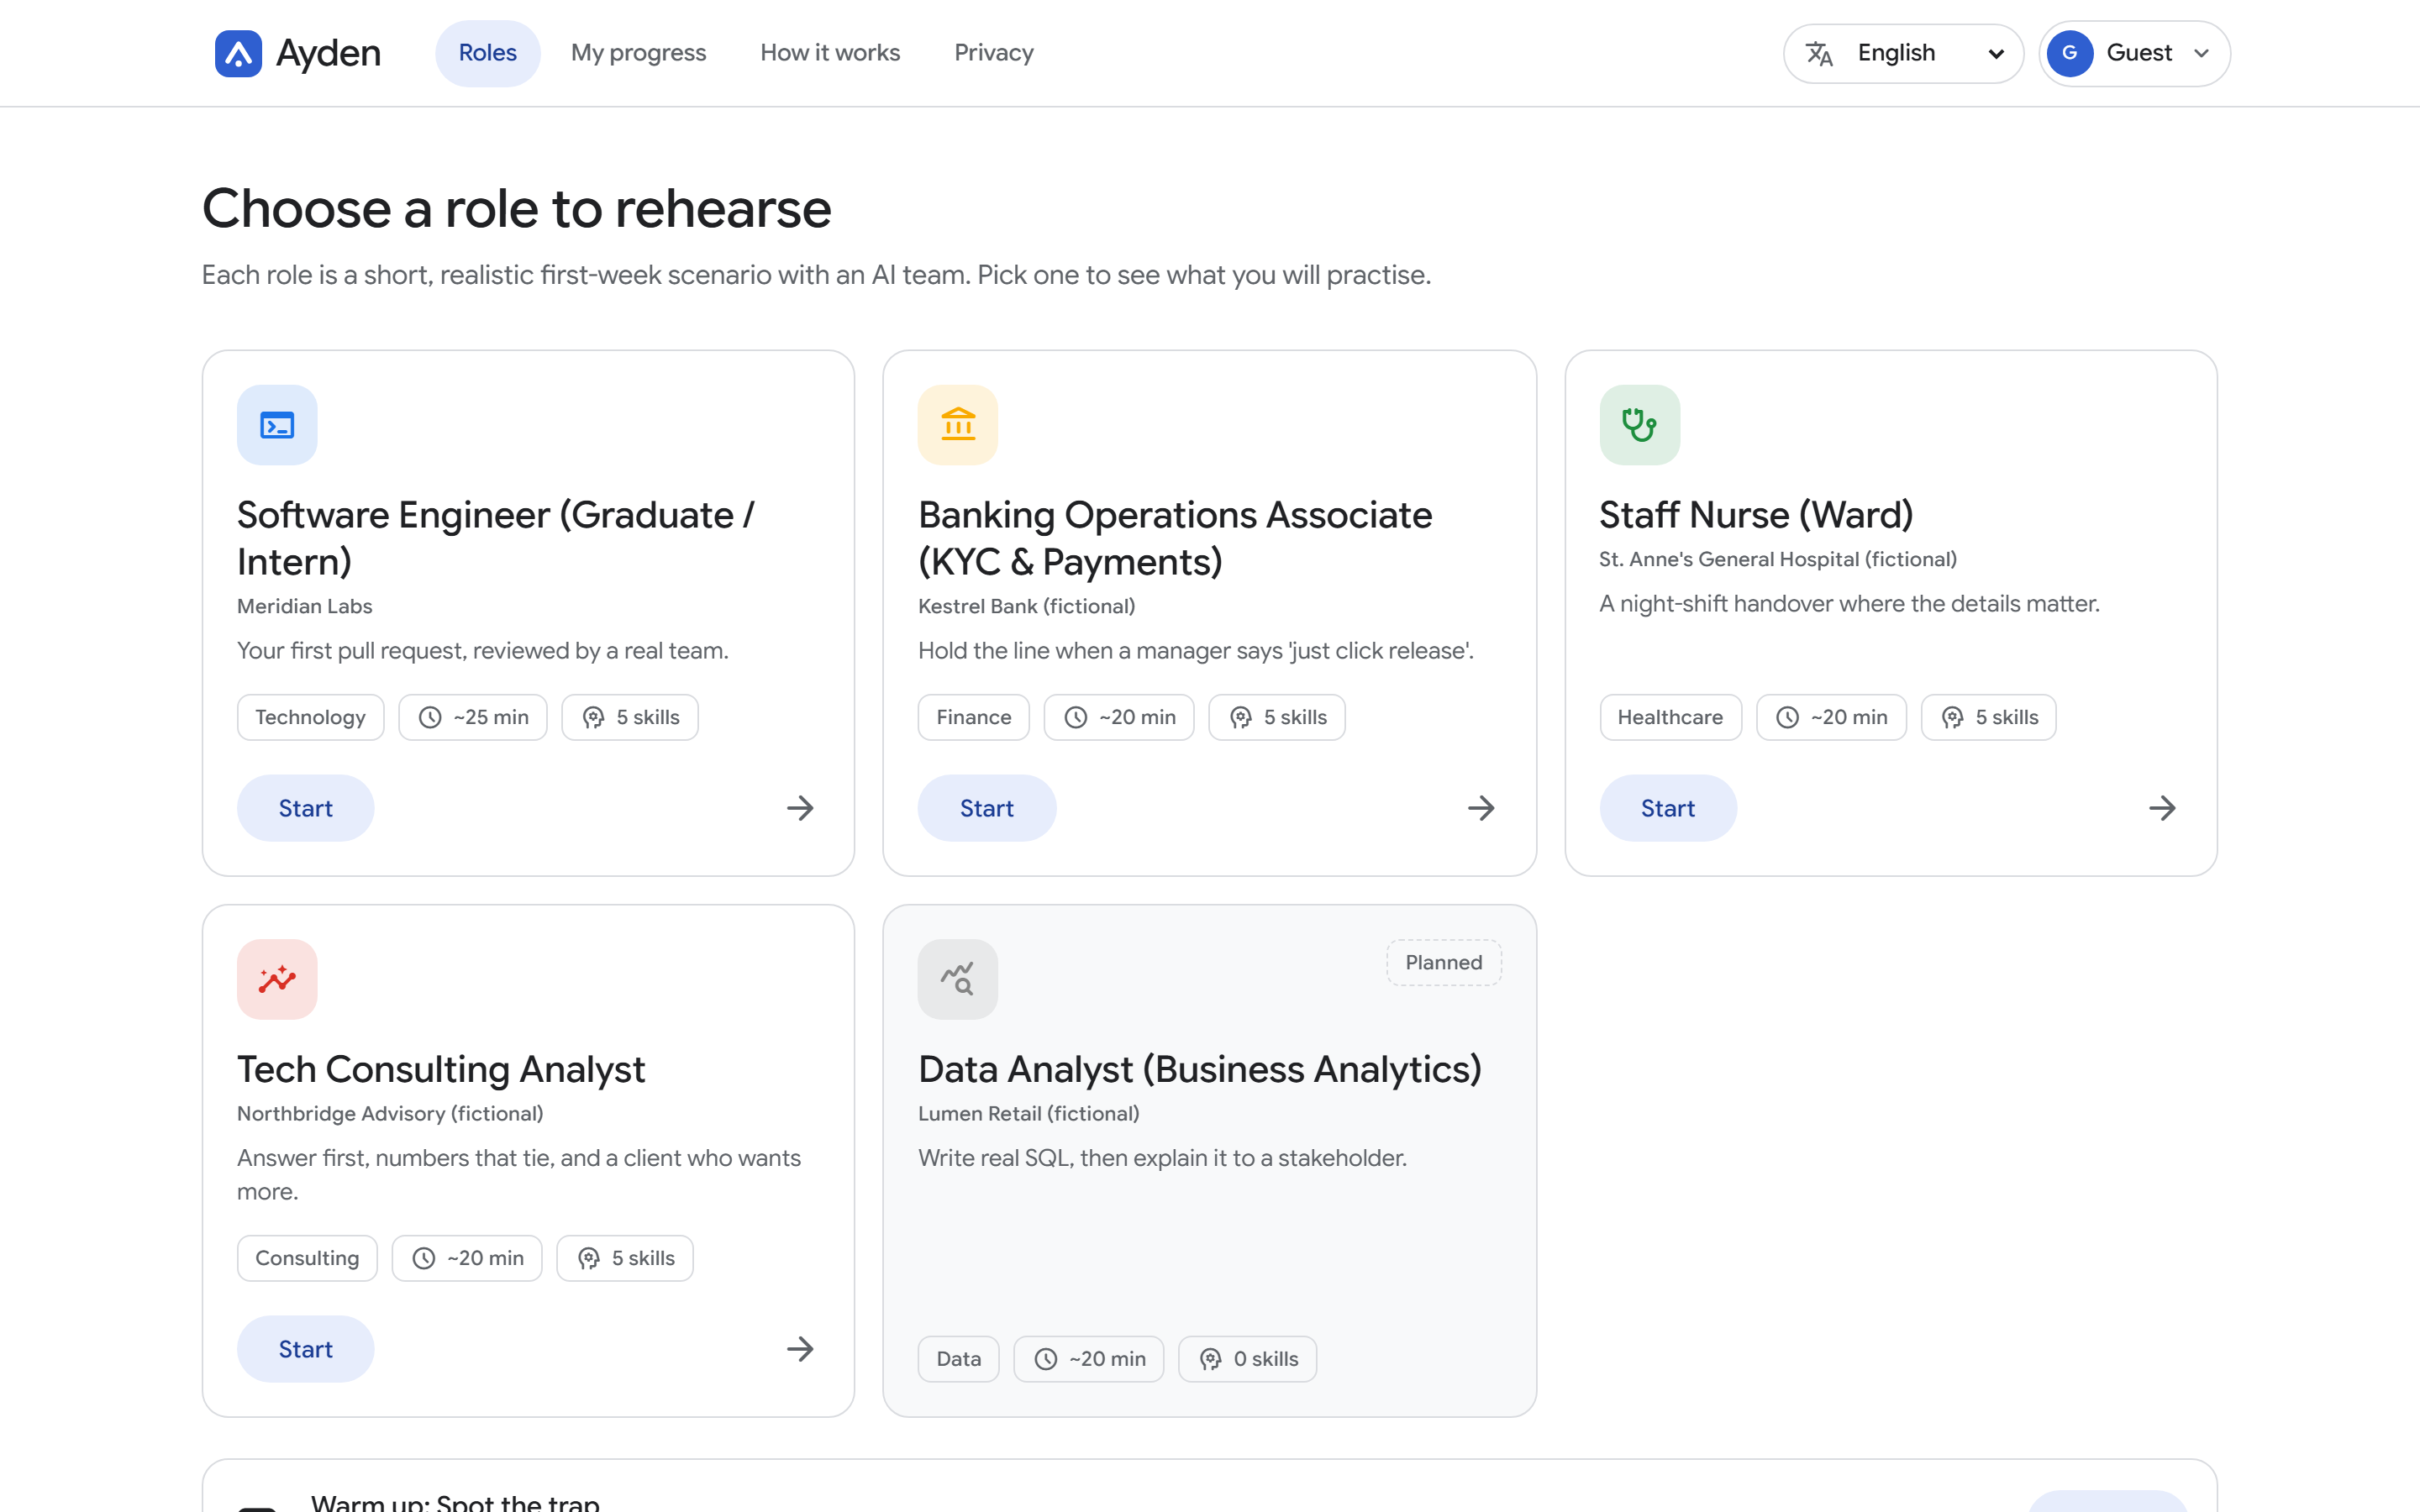 Ayden
Roles
My progress
How it works
Privacy
English
G
Guest
Choose a role to rehearse
Each role is a short, realistic first-week scenario with an AI team. Pick one to see what you will practise.
Software Engineer (Graduate /
Intern)
Meridian Labs
Your first pull request, reviewed by a real team.
Technology
~25 min
5 skills
Start
Banking Operations Associate
(KYC & Payments)
Kestrel Bank (fictional)
Hold the line when a manager says 'just click release'.
Finance
~20 min
5 skills
Start
Staff Nurse (Ward)
St. Anne's General Hospital (fictional)
A night-shift handover where the details matter.
Healthcare
~20 min
5 skills
Start
Tech Consulting Analyst
Northbridge Advisory (fictional)
Answer first, numbers that tie, and a client who wants
more.
Consulting
~20 min
5 skills
Start
Planned
Data Analyst (Business Analytics)
Lumen Retail (fictional)
Write real SQL, then explain it to a stakeholder.
Data
~20 min
0 skills
Warm up: Spot the trap